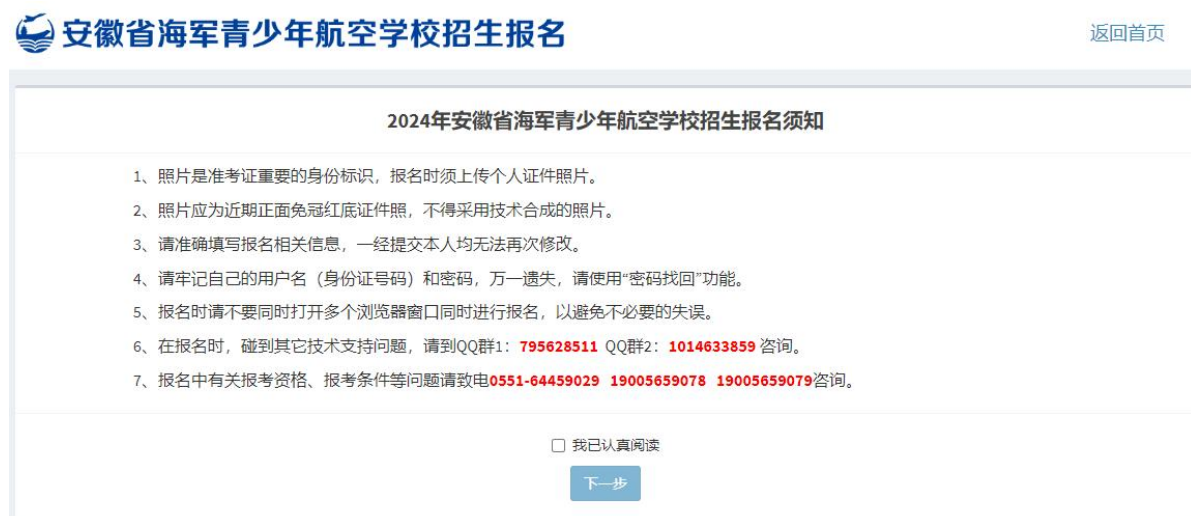 安徽省海军青少年航空学校招生报名
返回首页
2024年安徽省海军青少年航空学校招生报名须知
1、照片是准考证重要的身份标识，报名时须上传个人证件照片。
2、照片应为近期正面免冠红底证件照，不得采用技术合成的照片。
3、请准确填写报名相关信息，一经提交本人均无法再次修改。
4、请牢记自己的用户名（身份证号码）和密码，万一遗失，请使用“密码找回”功能。
5、报名时请不要同时打开多个浏览器窗口同时进行报名，以避免不必要的失误。
6、在报名时，碰到其它技术支持问题，请到QQ群1：795628511 QQ群2：1014633859 咨询。
7、报名中有关报考资格、报考条件等问题请致电0551-64459029 19005659078 19005659079咨询。
我已认真阅读
下一步